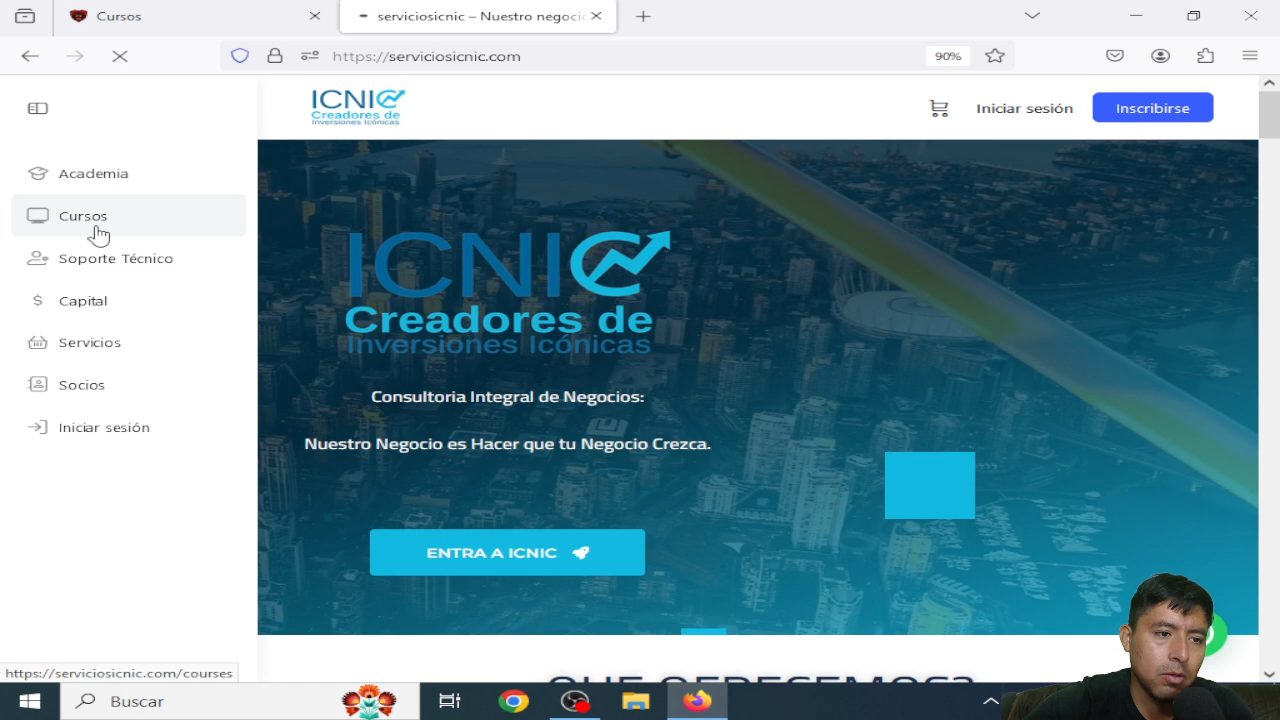 Cursos
serviciosicnic – Nuestro negoci
https://serviciosicnic.com
90%
ICNIC
Creadores de
Inversiones Icónicas
Iniciar sesión
Inscribirse
Academia
Cursos
Soporte Técnico
Capital
Servicios
Socios
Iniciar sesión
ICNIC
Creadores de
Inversiones Icónicas
Consultoria Integral de Negocios:
Nuestro Negocio es Hacer que tu Negocio Crezca.
ENTRA A ICNIC
QUE OFRECEMOS?
https://serviciosicnic.com/courses
Buscar